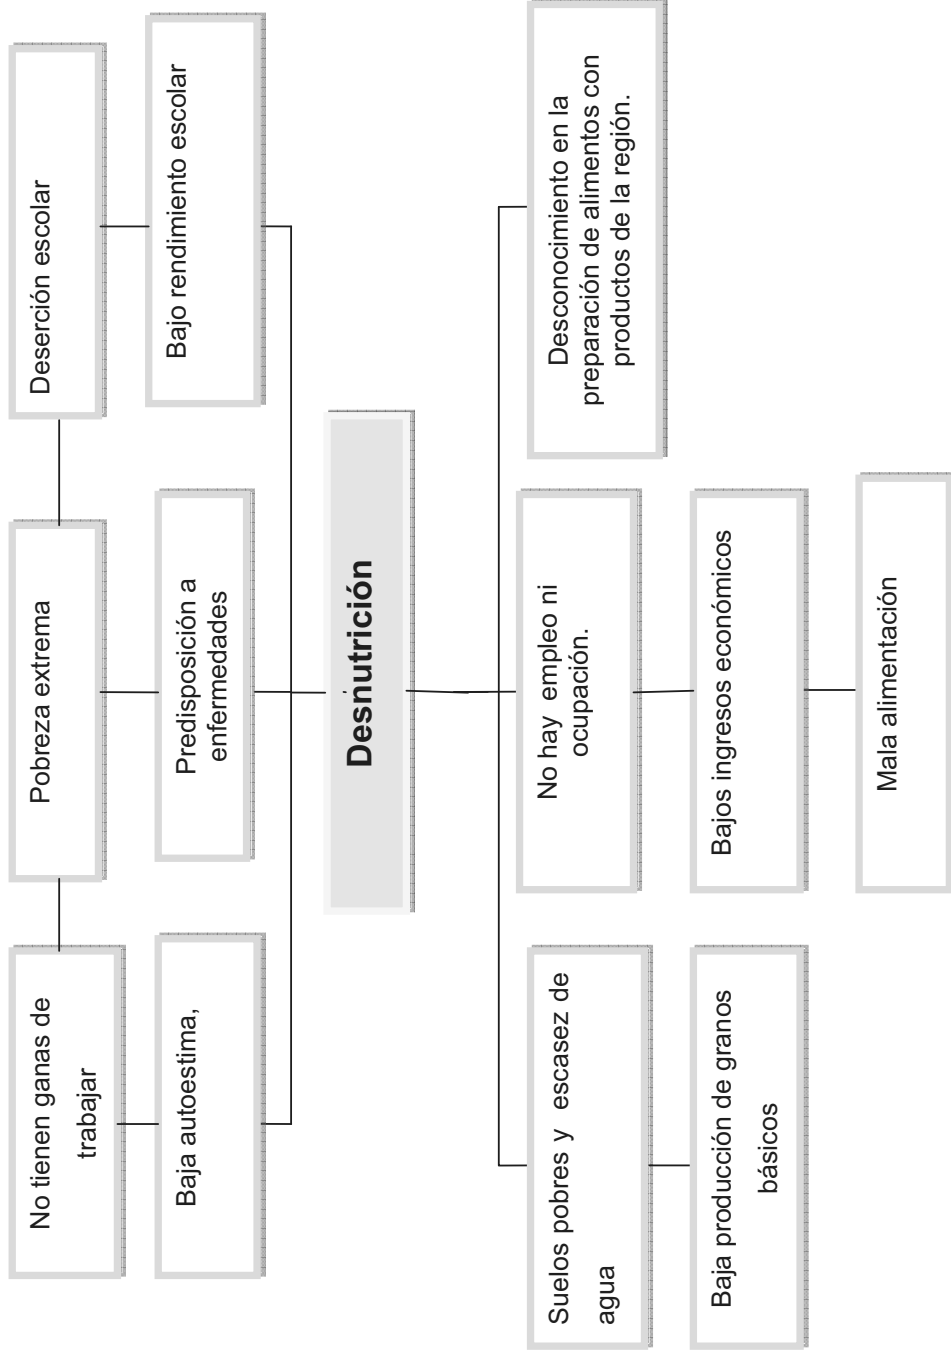 No tienen ganas de
trabajar
Pobreza extrema
Deserción escolar
Baja autoestima,
Predisposición a
enfermedades
Bajo rendimiento escolar
Desnutrición
Suelos pobres y escasez de
agua
No hay empleo ni
ocupación.
Desconocimiento en la
preparación de alimentos con
productos de la región.
Baja producción de granos
básicos
Bajos ingresos económicos
Mala alimentación